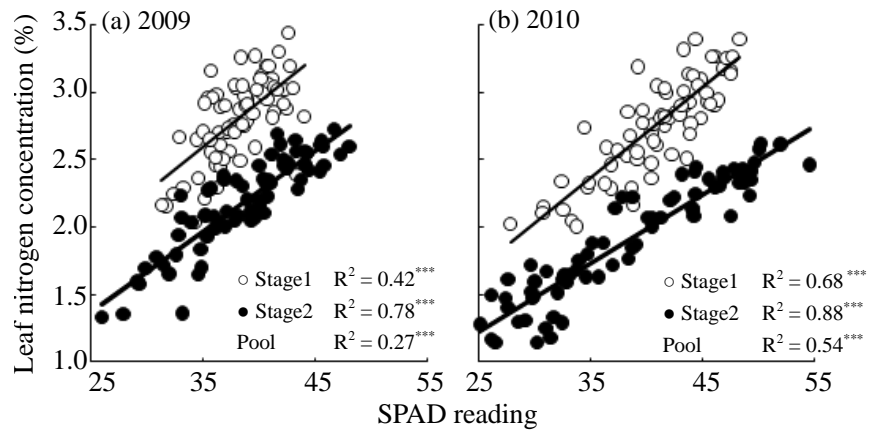 (a) 2009
(b) 2010
Leaf nitrogen concentration (%)
3.5
3.0
2.5
2.0
1.5
1.0
Stage1 R² = 0.42***
Stage2 R² = 0.78***
Pool R² = 0.27***
Stage1 R² = 0.68***
Stage2 R² = 0.88***
Pool R² = 0.54***
25 35 45 55
25 35 45 55
SPAD reading